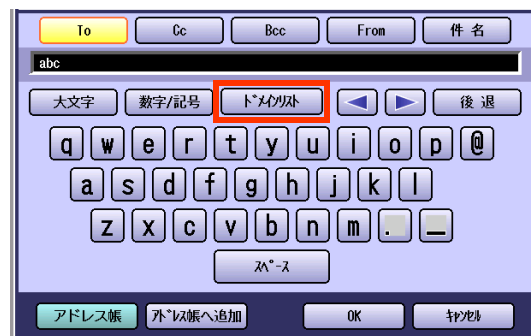 To Cc Bcc From 件名
abc
大文字 数字/記号 ﾄﾞﾒｲﾝﾘｽﾄ 後退
q w e r t y u i o p @
a s d f g h j k l
z x c v b n m . _
ｽﾍﾟｰｽ
アドレス帳 ｱﾄﾞﾚｽ帳へ追加 OK ｷｬﾝｾﾙ